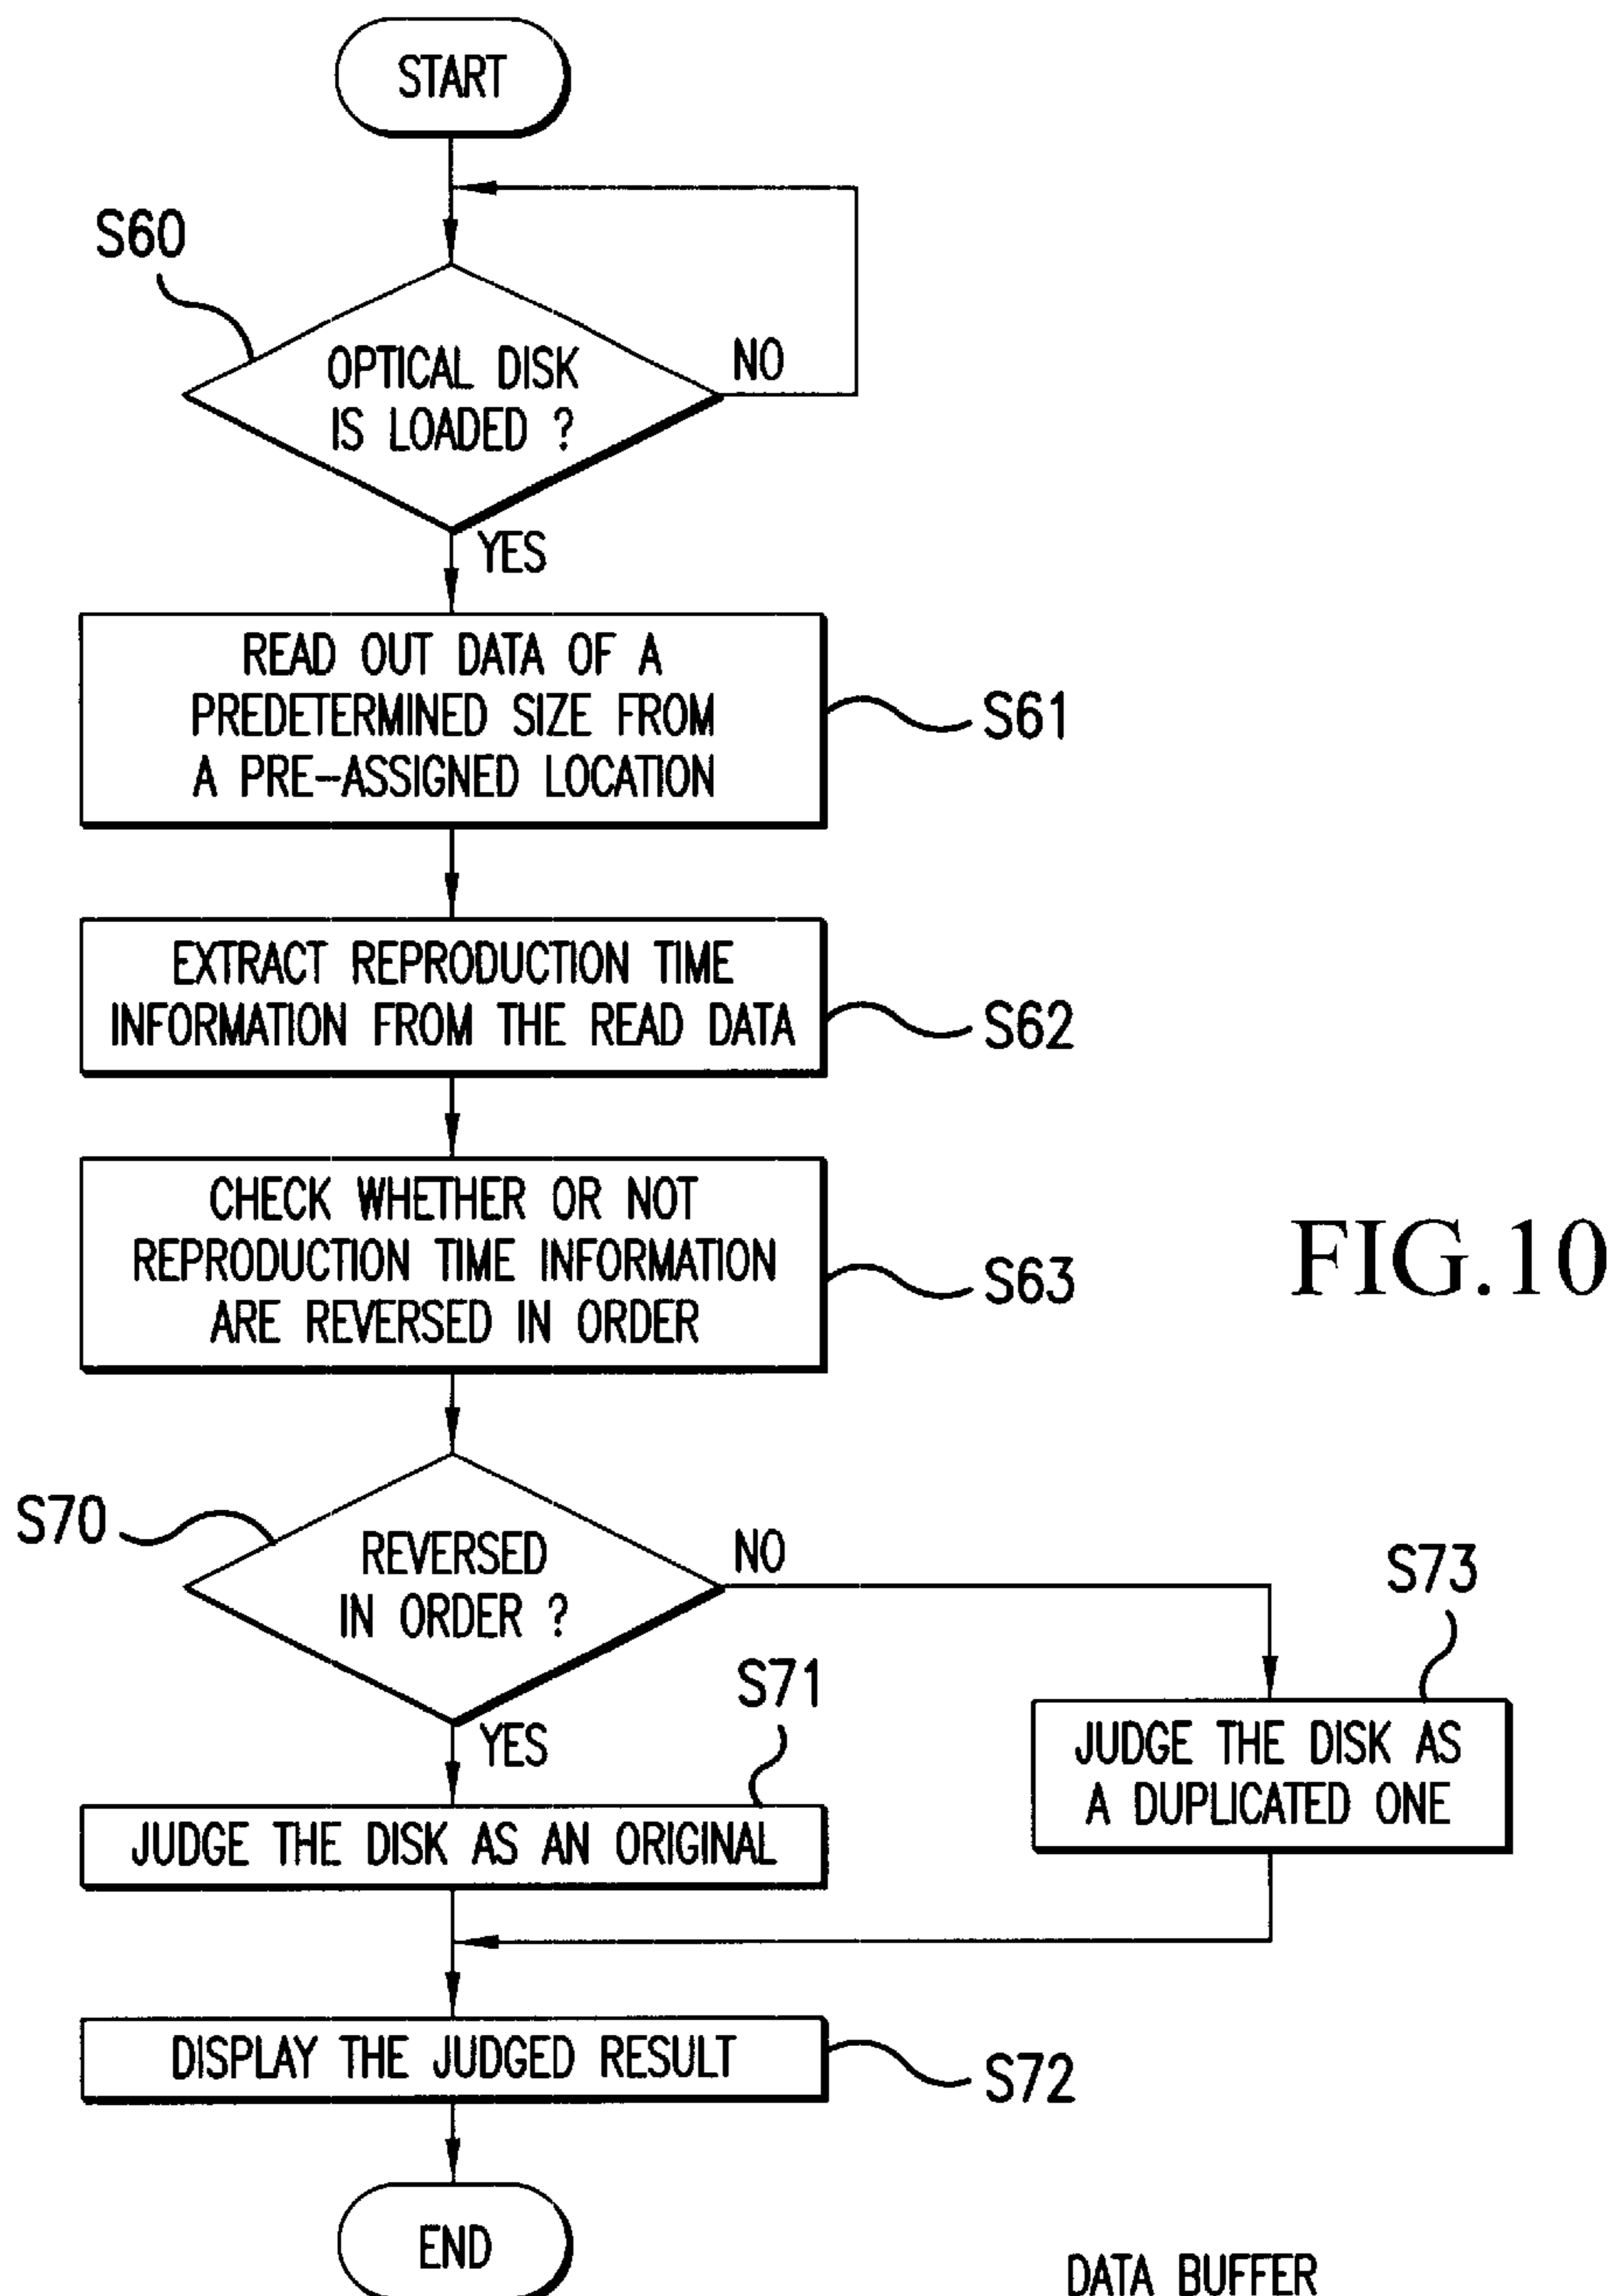 START
S60
OPTICAL DISK
IS LOADED ?
NO
YES
READ OUT DATA OF A
PREDETERMINED SIZE FROM
A PRE-ASSIGNED LOCATION
S61
EXTRACT REPRODUCTION TIME
INFORMATION FROM THE READ DATA
S62
CHECK WHETHER OR NOT
REPRODUCTION TIME INFORMATION
ARE REVERSED IN ORDER
S63
FIG.10
S70
REVERSED
IN ORDER ?
NO
YES
S73
JUDGE THE DISK AS
A DUPLICATED ONE
S71
JUDGE THE DISK AS AN ORIGINAL
DISPLAY THE JUDGED RESULT
S72
END
DATA BUFFER